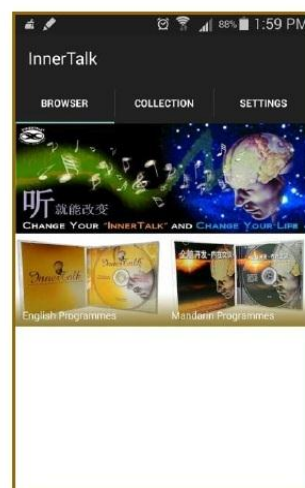 88% 1:59 PM
InnerTalk
BROWSER COLLECTION SETTINGS
听 就能改变
CHANGE YOUR "INNERTALK" AND CHANGE YOUR LIFE
InnerTalk
English Programmes Mandarin Programmes